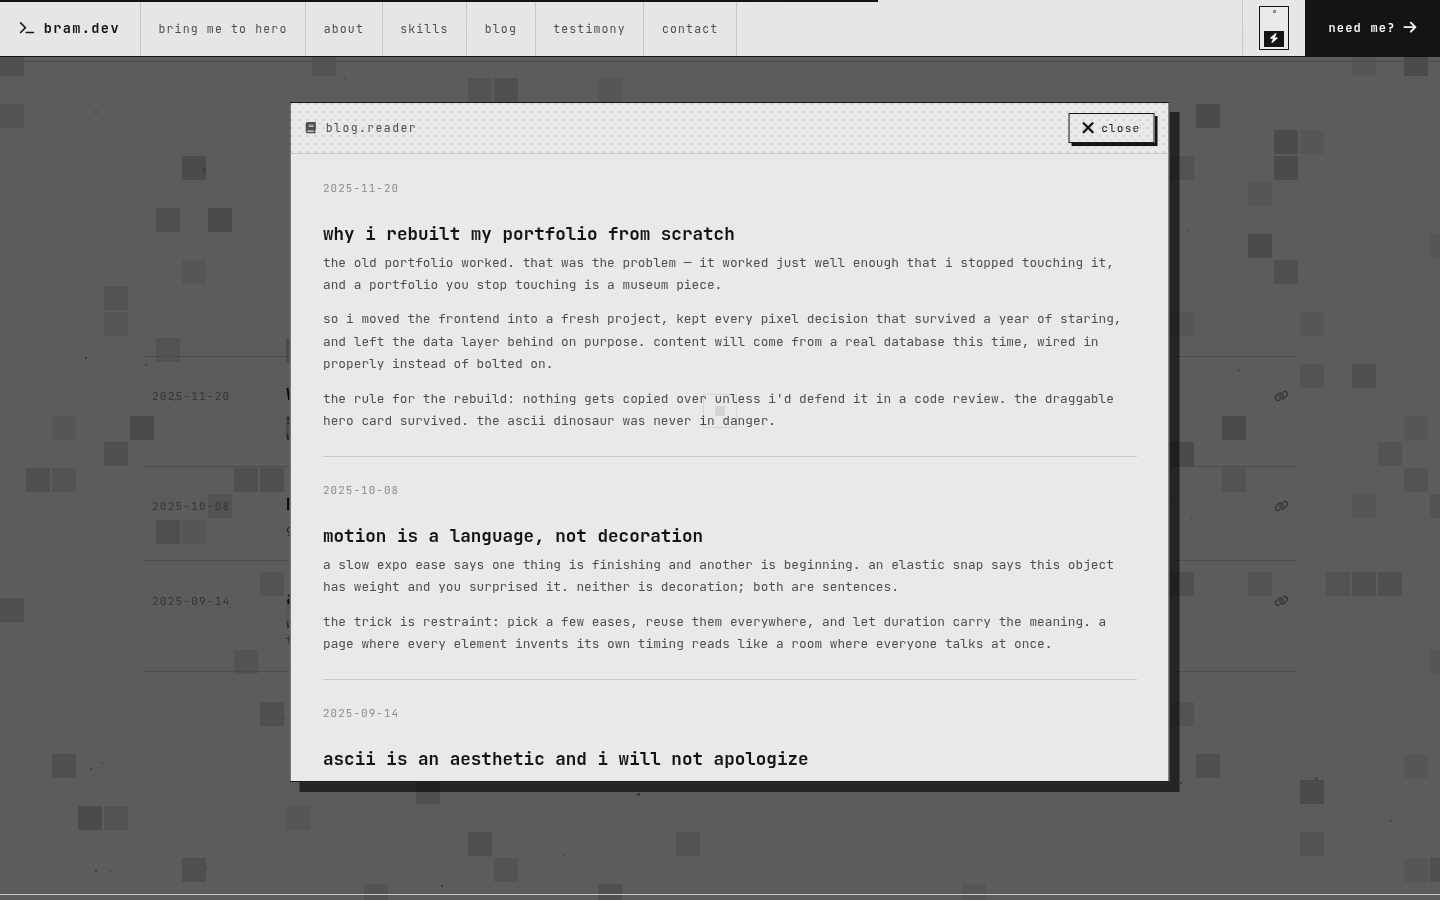 bram.dev
bring me to hero
about
skills
blog
testimony
contact
need me?
blog.reader
close
2025-11-20
why i rebuilt my portfolio from scratch
the old portfolio worked. that was the problem — it worked just well enough that i stopped touching it,
and a portfolio you stop touching is a museum piece.
so i moved the frontend into a fresh project, kept every pixel decision that survived a year of staring,
and left the data layer behind on purpose. content will come from a real database this time, wired in
properly instead of bolted on.
the rule for the rebuild: nothing gets copied over unless i'd defend it in a code review. the draggable
hero card survived. the ascii dinosaur was never in danger.
2025-10-08
motion is a language, not decoration
a slow expo ease says one thing is finishing and another is beginning. an elastic snap says this object
has weight and you surprised it. neither is decoration; both are sentences.
the trick is restraint: pick a few eases, reuse them everywhere, and let duration carry the meaning. a
page where every element invents its own timing reads like a room where everyone talks at once.
2025-09-14
ascii is an aesthetic and i will not apologize
2025-11-20
2025-10-08
2025-09-14